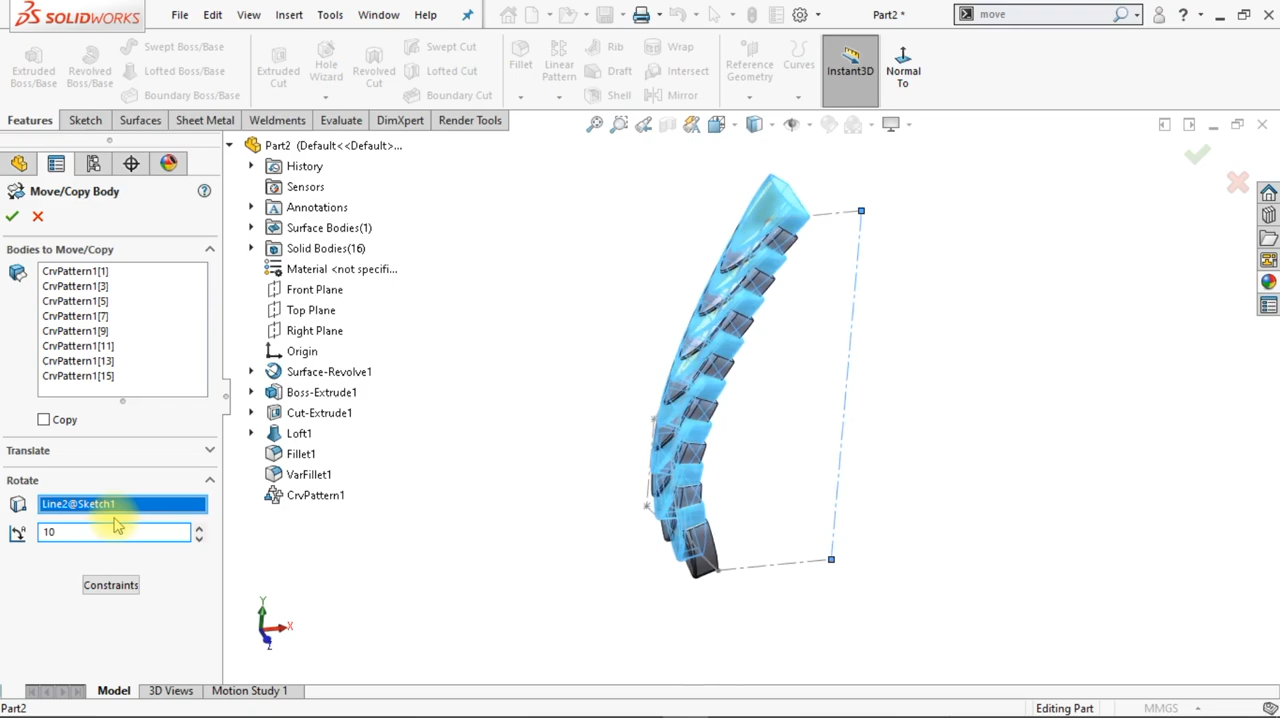 SOLIDWORKS
File Edit View Insert Tools Window Help
Part2 *
move
Extruded Boss/Base
Revolved Boss/Base
Swept Boss/Base
Lofted Boss/Base
Boundary Boss/Base
Extruded Cut
Hole Wizard
Revolved Cut
Swept Cut
Lofted Cut
Boundary Cut
Fillet
Linear Pattern
Rib
Draft
Shell
Wrap
Intersect
Mirror
Reference Geometry
Curves
Instant3D
Normal To
Features Sketch Surfaces Sheet Metal Weldments Evaluate DimXpert Render Tools
Move/Copy Body
Bodies to Move/Copy
CrvPattern1[1]
CrvPattern1[3]
CrvPattern1[5]
CrvPattern1[7]
CrvPattern1[9]
CrvPattern1[11]
CrvPattern1[13]
CrvPattern1[15]
Copy
Translate
Rotate
Line2@Sketch1
10
Constraints
Part2 (Default<<Default>...
History
Sensors
Annotations
Surface Bodies(1)
Solid Bodies(16)
Material <not specifi...
Front Plane
Top Plane
Right Plane
Origin
Surface-Revolve1
Boss-Extrude1
Cut-Extrude1
Loft1
Fillet1
VarFillet1
CrvPattern1
Y
X
Z
Model 3D Views Motion Study 1
Part2
Editing Part
MMGS